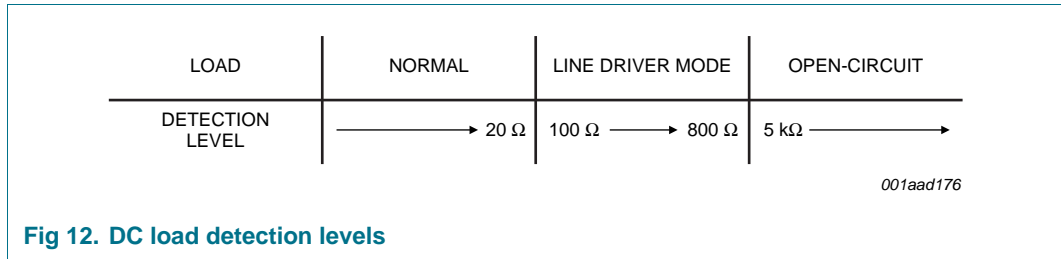 LOAD NORMAL LINE DRIVER MODE OPEN-CIRCUIT
DETECTION
LEVEL
20 Ω 100 Ω 800 Ω 5 kΩ
001aad176
Fig 12. DC load detection levels